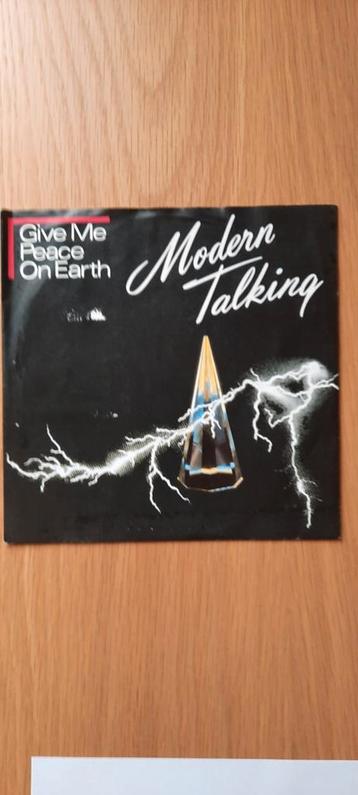 Give Me
Peace
On Earth
Modern
Talking